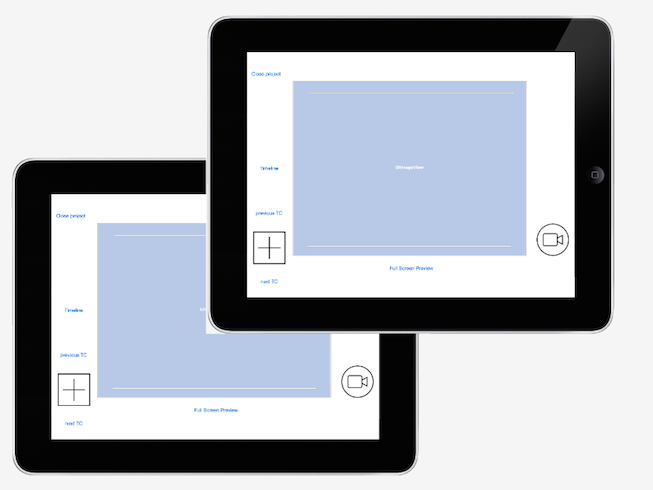 Close project
Timeline
previous TC
next TC
Full Screen Preview
Close project
Timeline
previous TC
next TC
Full Screen Preview